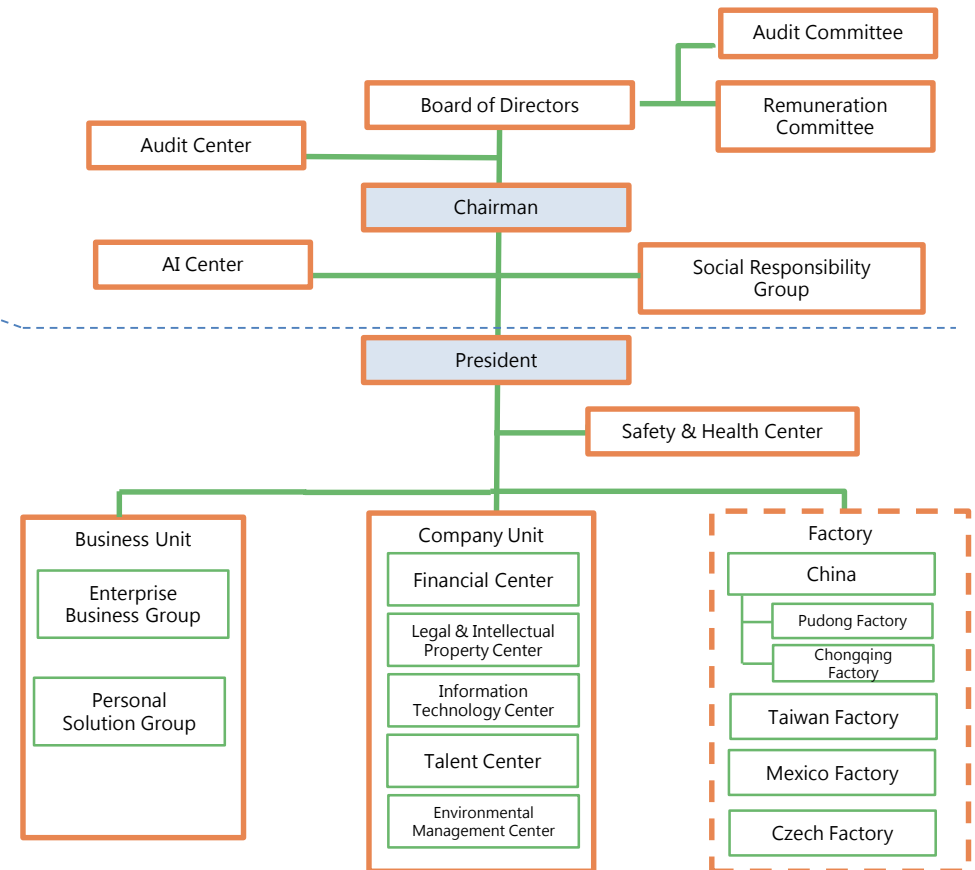 Audit Committee
Board of Directors
Remuneration
Committee
Audit Center
Chairman
AI Center
Social Responsibility
Group
President
Safety & Health Center
Business Unit
Enterprise
Business Group
Personal
Solution Group
Company Unit
Financial Center
Legal & Intellectual
Property Center
Information
Technology Center
Talent Center
Environmental
Management Center
Factory
China
Pudong Factory
Chongqing
Factory
Taiwan Factory
Mexico Factory
Czech Factory